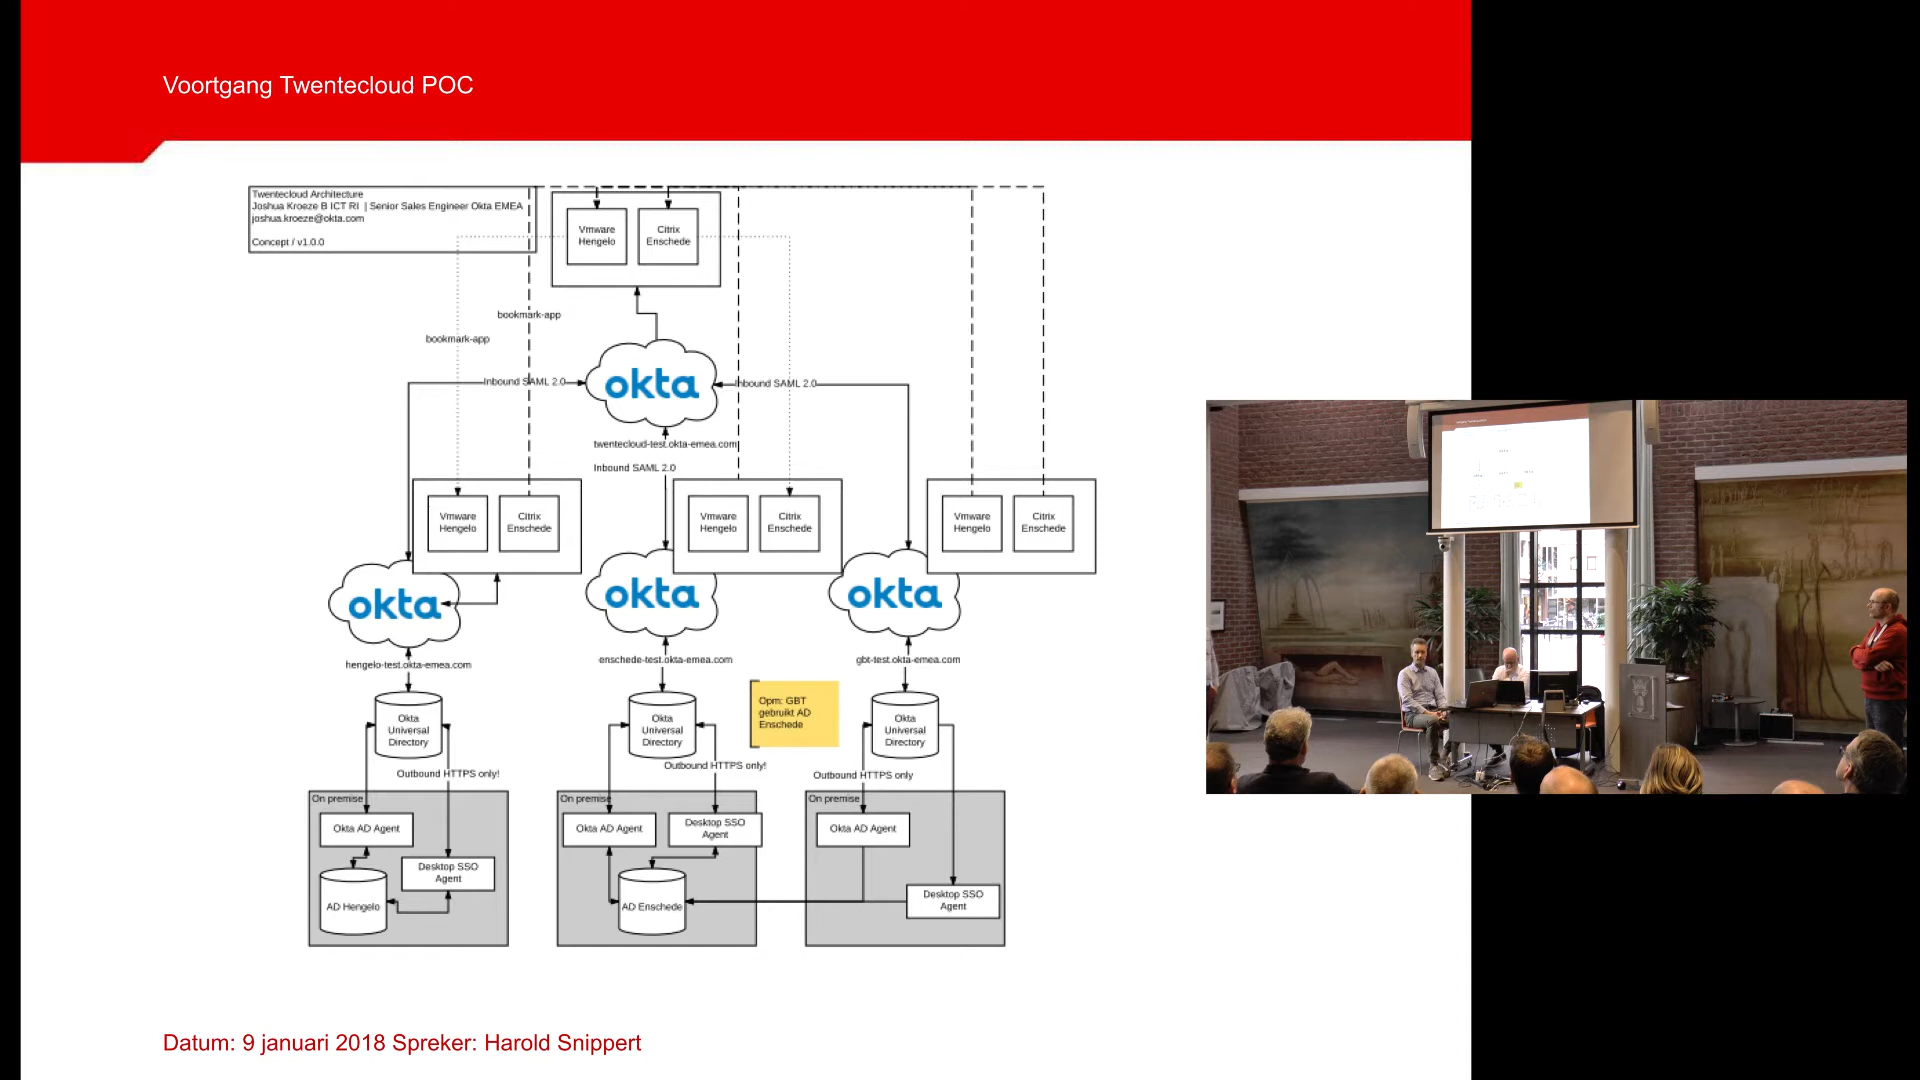 Voortgang Twentecloud POC
Twentecloud Architecture
Joshua Kroeze B ICT RI | Senior Sales Engineer Okta EMEA
joshua.kroeze@okta.com
Concept / v1.0.0
Vmware
Hengelo
Citrix
Enschede
bookmark-app
bookmark-app
Inbound SAML 2.0
okta
Inbound SAML 2.0
twentecloud-test.okta-emea.com
Inbound SAML 2.0
Vmware
Hengelo
Citrix
Enschede
Vmware
Hengelo
Citrix
Enschede
Vmware
Hengelo
Citrix
Enschede
okta
okta
okta
hengelo-test.okta-emea.com
enschede-test.okta-emea.com
gbt-test.okta-emea.com
Okta
Universal
Directory
Okta
Universal
Directory
Opm: GBT
gebruikt AD
Enschede
Okta
Universal
Directory
Outbound HTTPS only!
Outbound HTTPS only!
Outbound HTTPS only
On premise
Okta AD Agent
Desktop SSO
Agent
AD Hengelo
On premise
Okta AD Agent
Desktop SSO
Agent
AD Enschede
On premise
Okta AD Agent
Desktop SSO
Agent
Datum: 9 januari 2018 Spreker: Harold Snippert